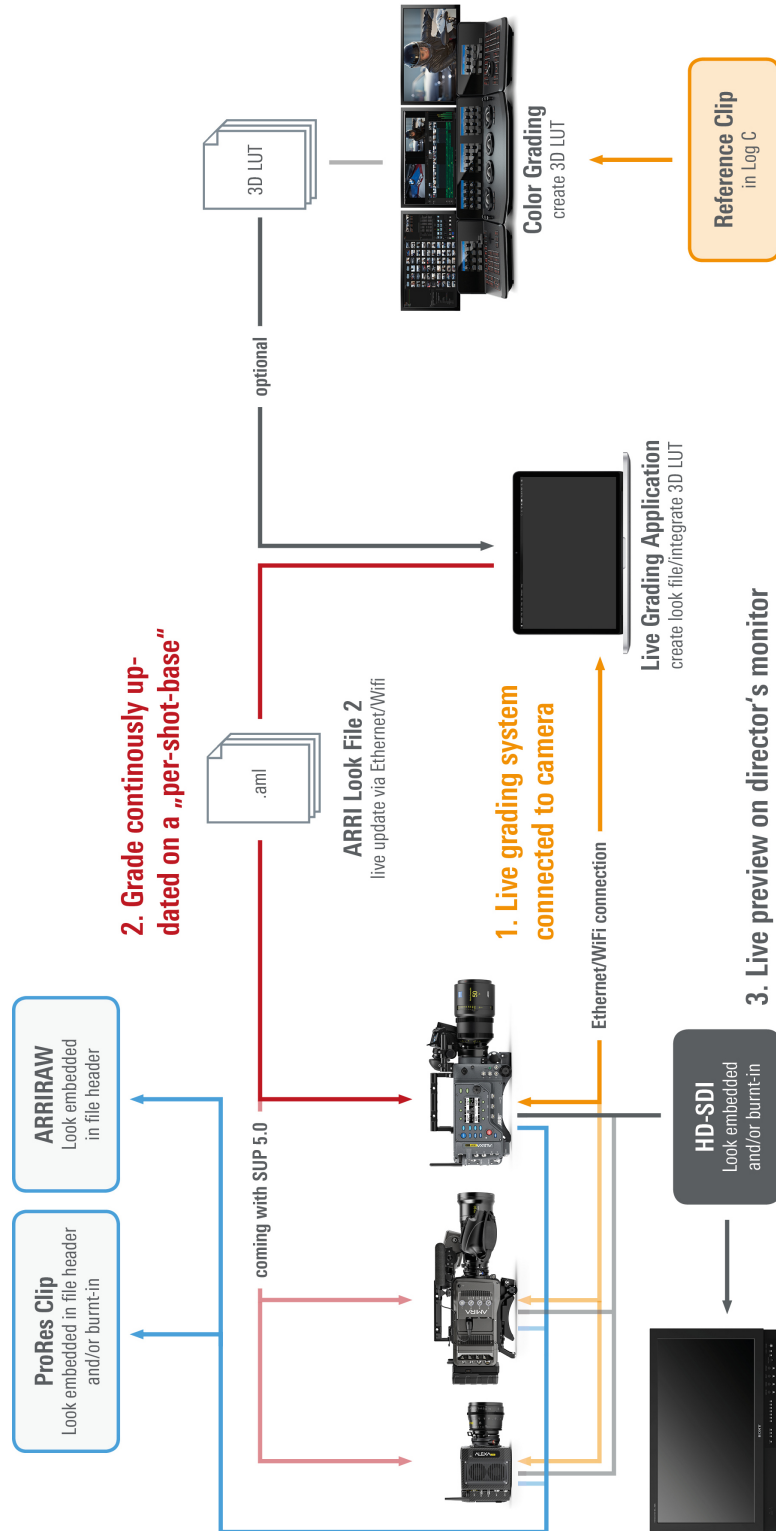 ProRes Clip
Look embedded in file header
and/or burnt-in
ARRIRAW
Look embedded
in file header
2. Grade continously up-
dated on a „per-shot-base“
coming with SUP 5.0
.aml
ARRI Look File 2
live update via Ethernet/Wifi
optional
3D LUT
AMIRA
ALEXA
50
1. Live grading system
connected to camera
Ethernet/WiFi connection
Live Grading Application
create look file/integrate 3D LUT
Color Grading
create 3D LUT
Reference Clip
in Log C
HD-SDI
Look embedded
and/or burnt-in
3. Live preview on director‘s monitor
SONY